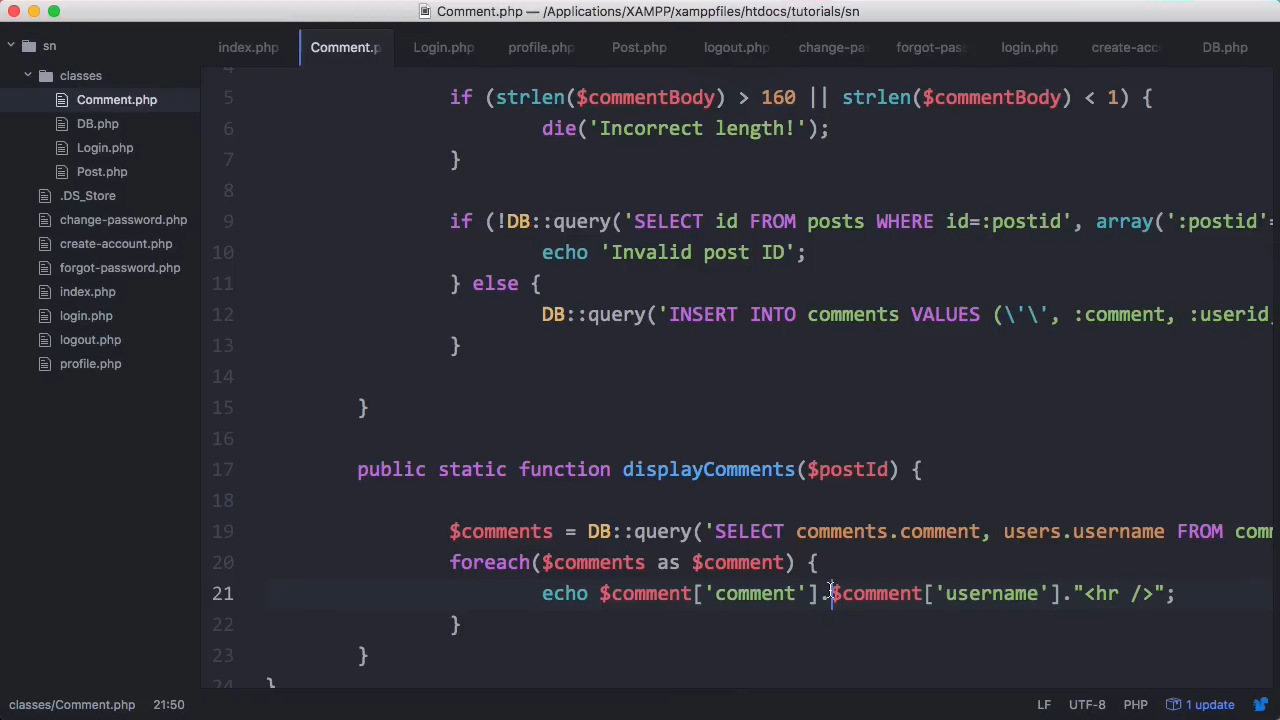 Comment.php — /Applications/XAMPP/xamppfiles/htdocs/tutorials/sn
sn
classes
Comment.php
DB.php
Login.php
Post.php
.DS_Store
change-password.php
create-account.php
forgot-password.php
index.php
login.php
logout.php
profile.php
index.php Comment.p Login.php profile.php Post.php logout.php change-pa forgot-pas login.php create-acc DB.php
4
5 if (strlen($commentBody) > 160 || strlen($commentBody) < 1) {
6 die('Incorrect length!');
7 }
8
9 if (!DB::query('SELECT id FROM posts WHERE id=:postid', array(':postid'=
10 echo 'Invalid post ID';
11 } else {
12 DB::query('INSERT INTO comments VALUES (\'\', :comment, :userid,
13 }
14
15 }
16
17 public static function displayComments($postId) {
18
19 $comments = DB::query('SELECT comments.comment, users.username FROM com
20 foreach($comments as $comment) {
21 echo $comment['comment'].$comment['username']."<hr />";
22 }
23 }
24 }
classes/Comment.php 21:50 LF UTF-8 PHP 1 update